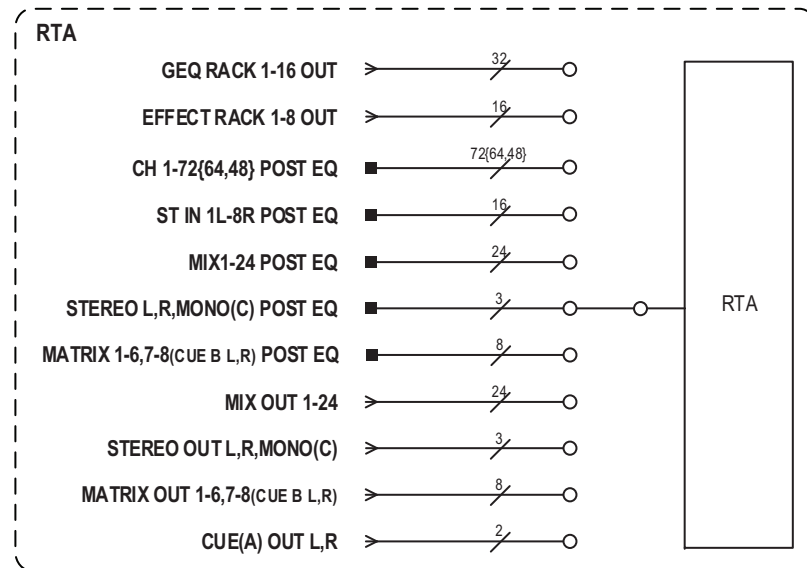 RTA
GEQ RACK 1-16 OUT 32
EFFECT RACK 1-8 OUT 16
CH 1-72{64,48} POST EQ 72{64,48}
ST IN 1L-8R POST EQ 16
MIX1-24 POST EQ 24
STEREO L,R,MONO(C) POST EQ 3 RTA
MATRIX 1-6,7-8(CUE B L,R) POST EQ 8
MIX OUT 1-24 24
STEREO OUT L,R,MONO(C) 3
MATRIX OUT 1-6,7-8(CUE B L,R) 8
CUE(A) OUT L,R 2